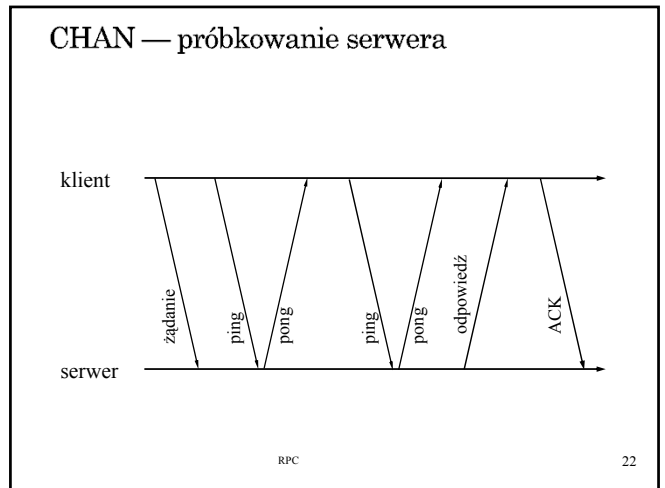 CHAN — próbkowanie serwera
klient
żądanie
ping
pong
ping
pong
odpowiedź
ACK
serwer
RPC
22